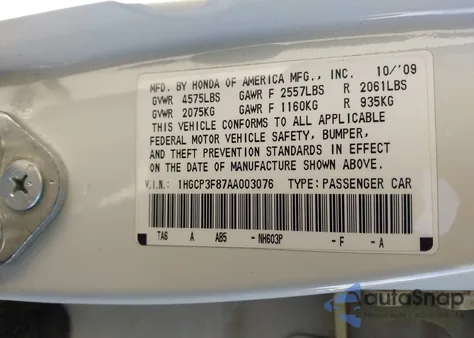 MFD. BY HONDA OF AMERICA MFG., INC. 10/'09
GVWR 4575LBS GAWR F 2557LBS R 2061LBS
GVWR 2075KG GAWR F 1160KG R 935KG
THIS VEHICLE CONFORMS TO ALL APPLICABLE
FEDERAL MOTOR VEHICLE SAFETY, BUMPER,
AND THEFT PREVENTION STANDARDS IN EFFECT
ON THE DATE OF MANUFACTURE SHOWN ABOVE.
V.I.N.: 1HGCP3F87AA003076 TYPE: PASSENGER CAR
TA6 A AB5 - NH603P - F - A
autoSnap